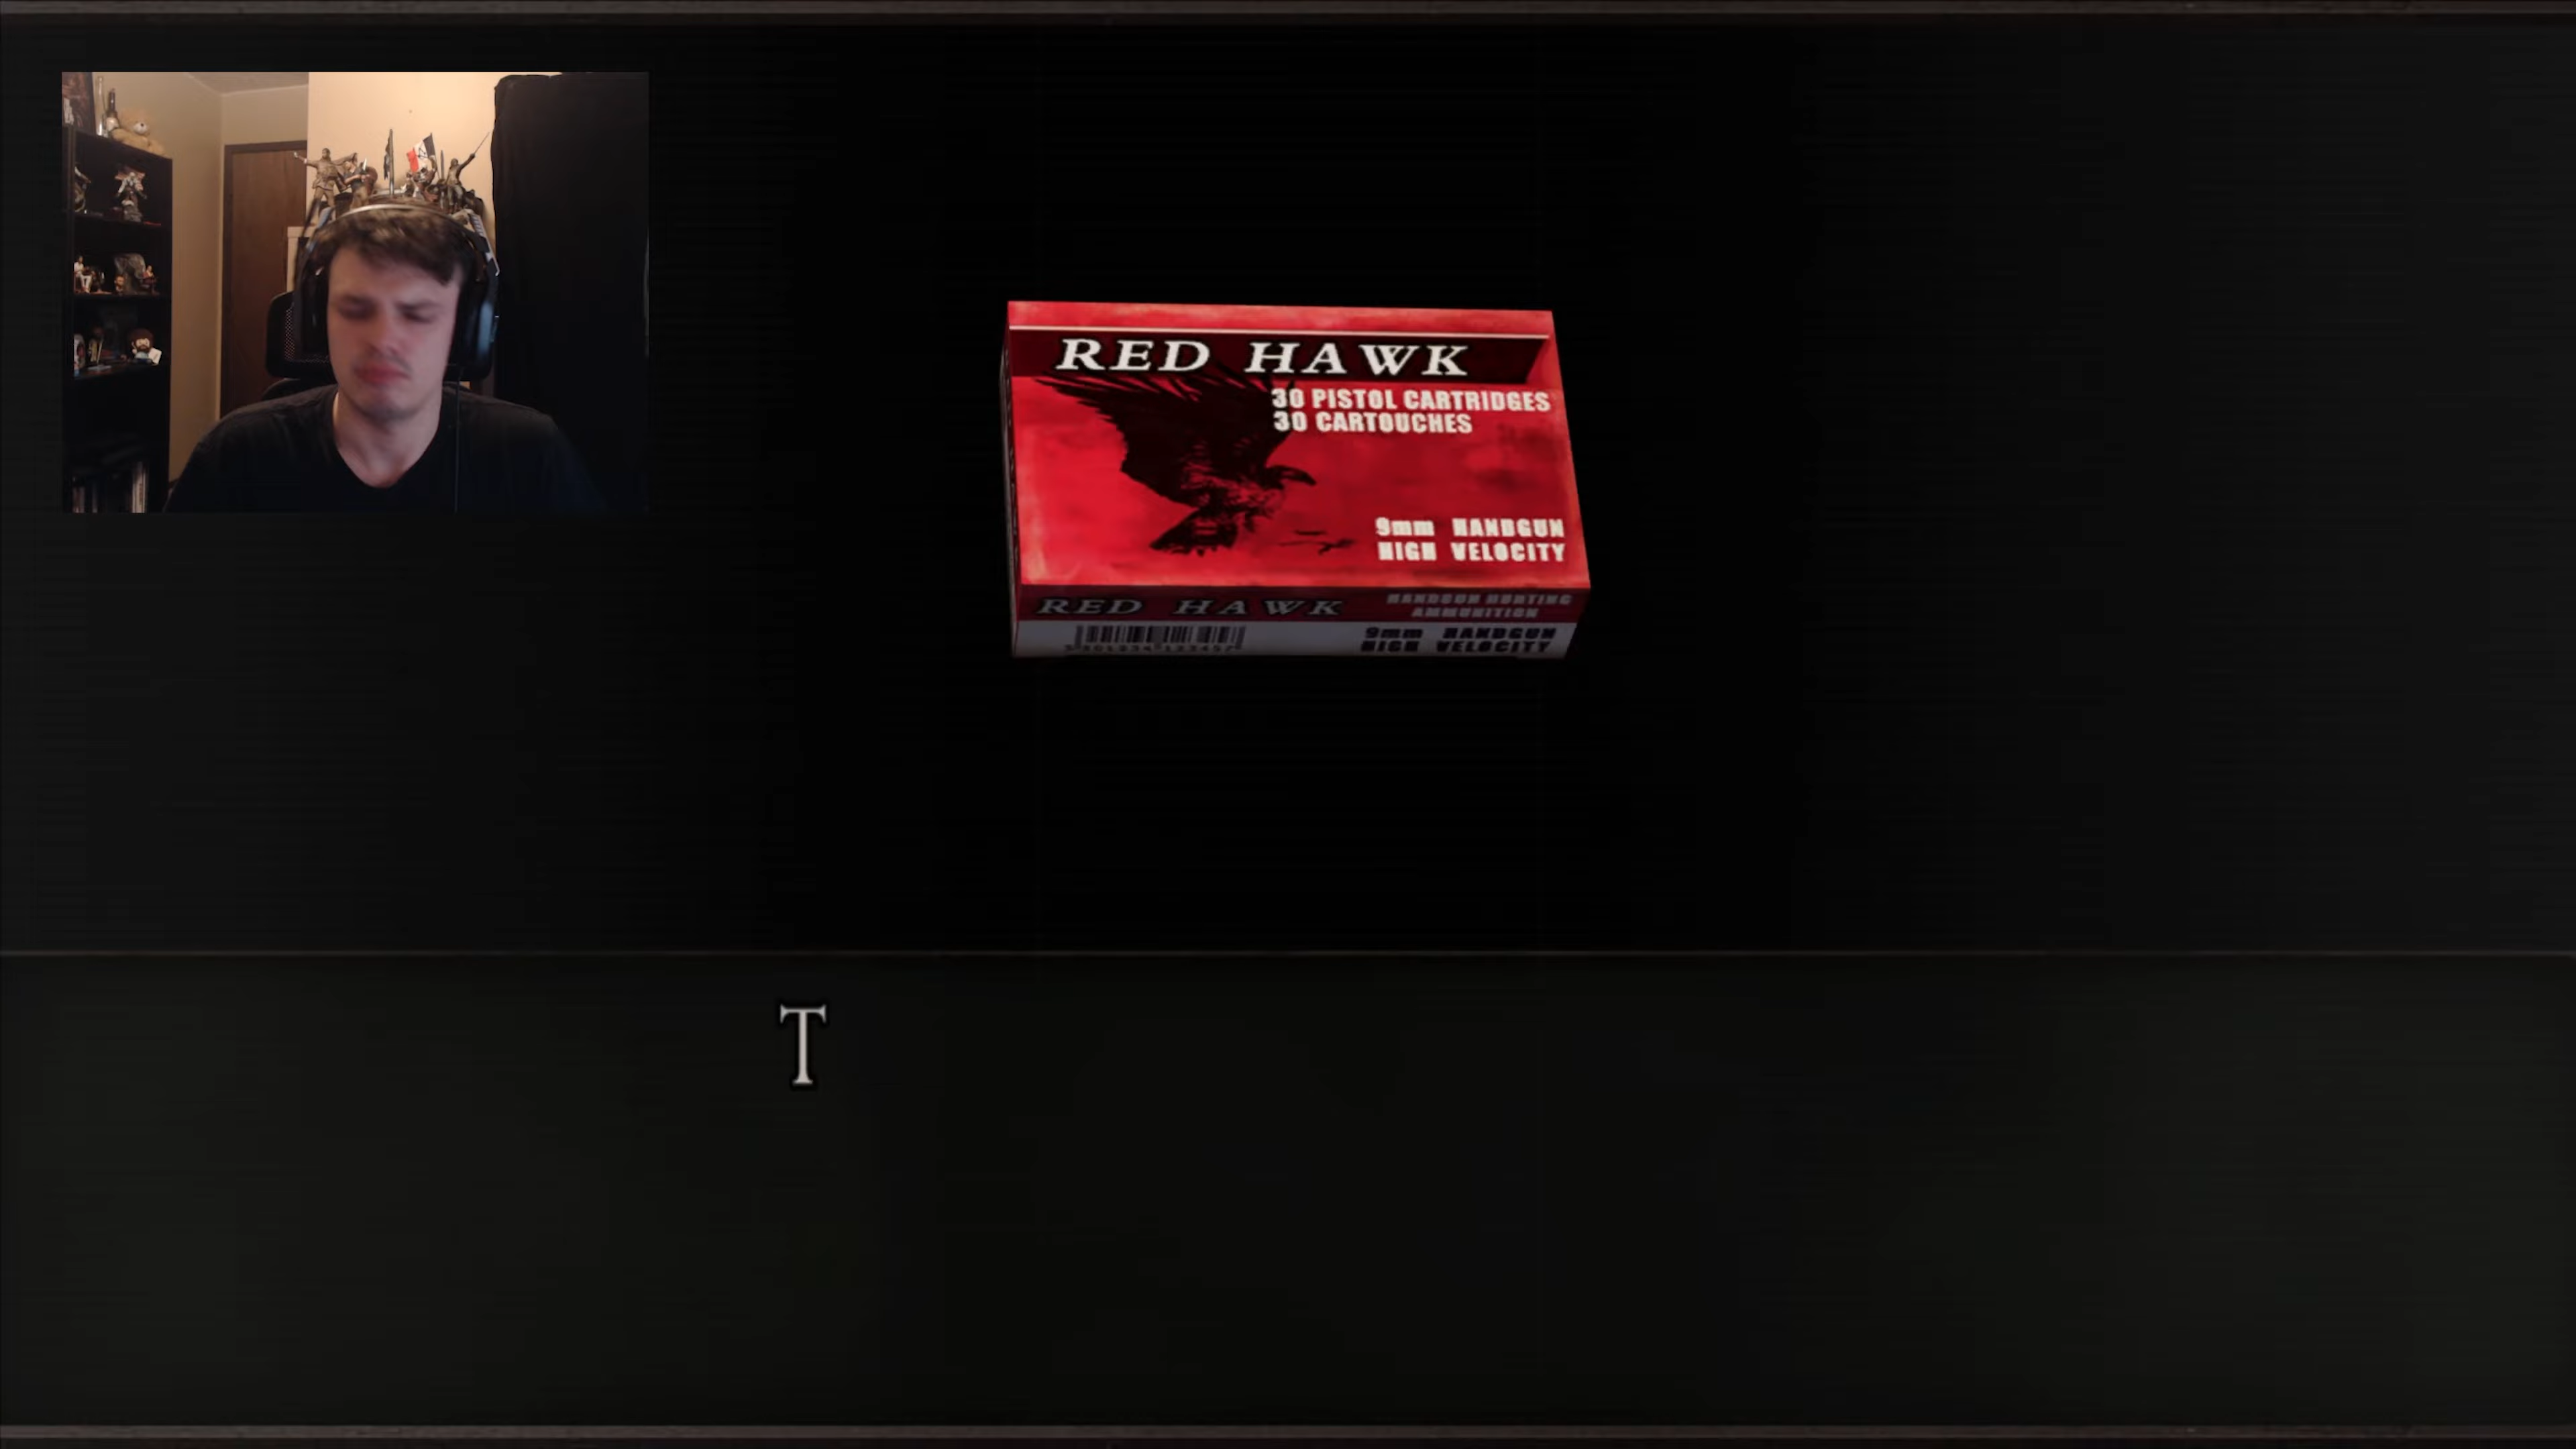 RED HAWK
30 PISTOL CARTRIDGES
30 CARTOUCHES
9mm HANDGUN
HIGH VELOCITY
RED HAWK
HANDGUN HUNTING
AMMUNITION
9mm HANDGUN
HIGH VELOCITY
T